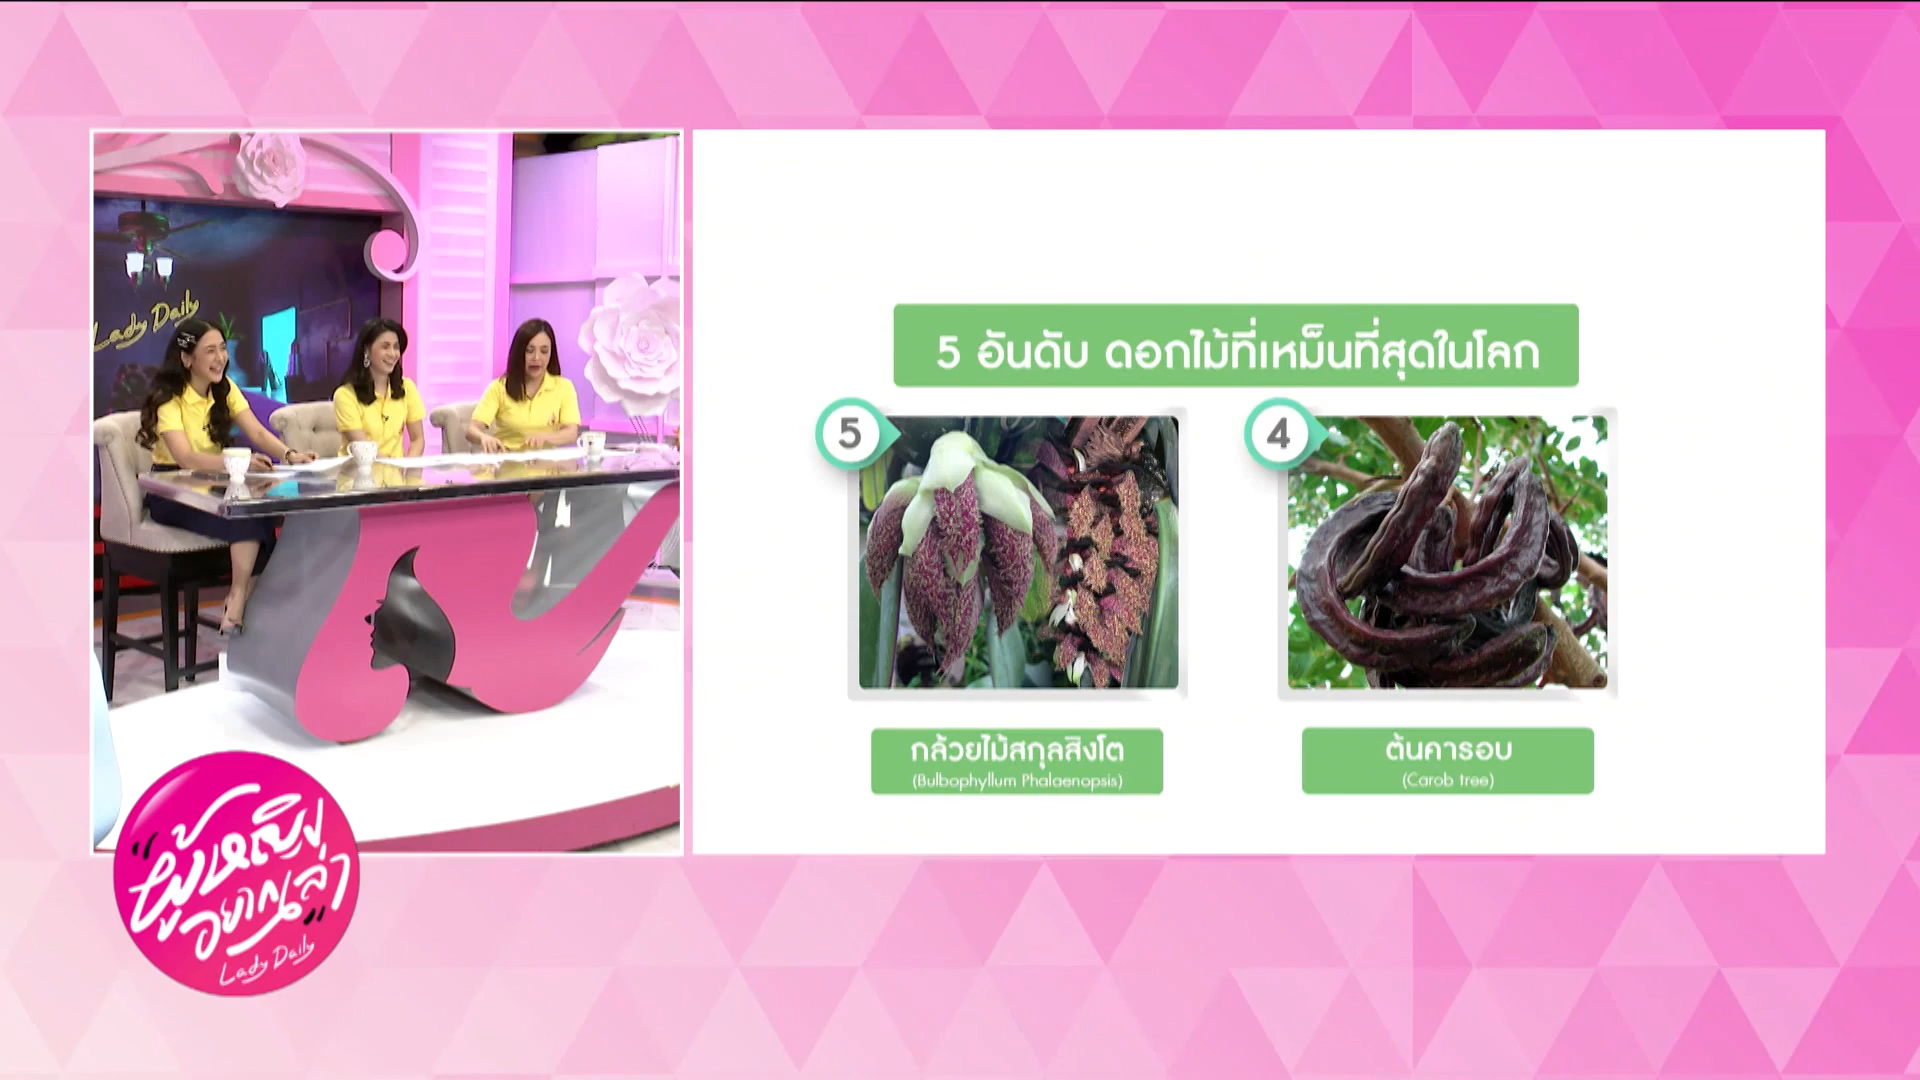 Lady Daily
5 อันดับ ดอกไม้ที่เหม็นที่สุดในโลก
5
4
กล้วยไม้สกุลสิงโต
(Bulbophyllum Phalaenopsis)
ต้นคารอบ
(Carob tree)
"ผู้หญิง
อยากเล่า"
Lady Daily